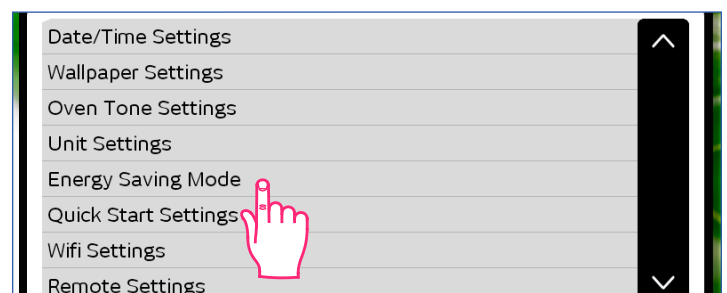 Date/Time Settings
Wallpaper Settings
Oven Tone Settings
Unit Settings
Energy Saving Mode
Quick Start Settings
Wifi Settings
Remote Settings